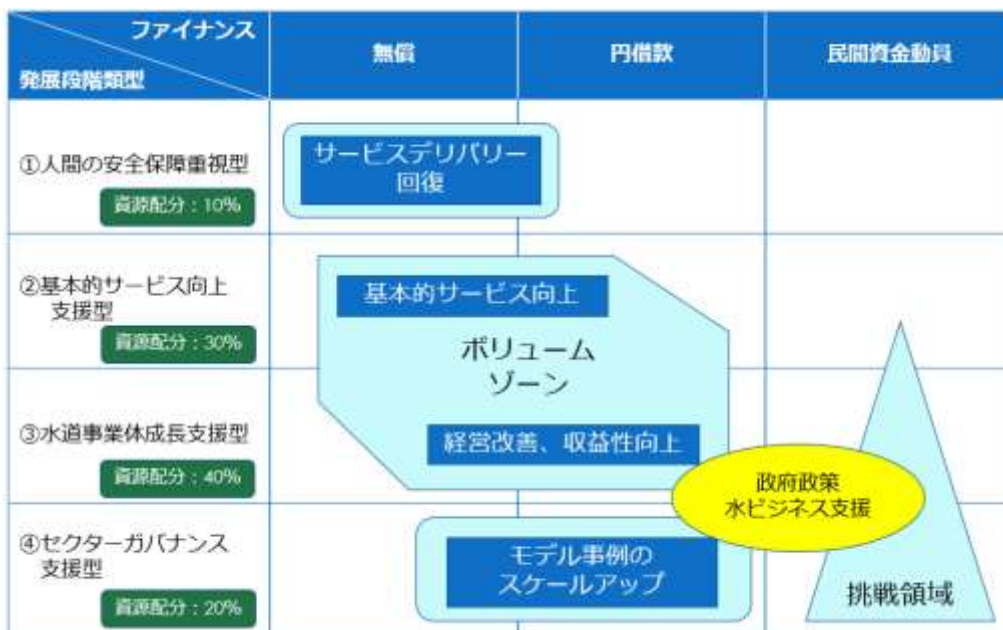 ファイナンス
発展段階類型
無償
円借款
民間資金動員
①人間の安全保障重視型
資源配分:10%
サービスデリバリー
回復
②基本的サービス向上
支援型
資源配分:30%
基本的サービス向上
ボリューム
ゾーン
③水道事業体成長支援型
資源配分:40%
経営改善、収益性向上
政府政策
水ビジネス支援
④セクターガバナンス
支援型
資源配分:20%
モデル事例の
スケールアップ
挑戦領域